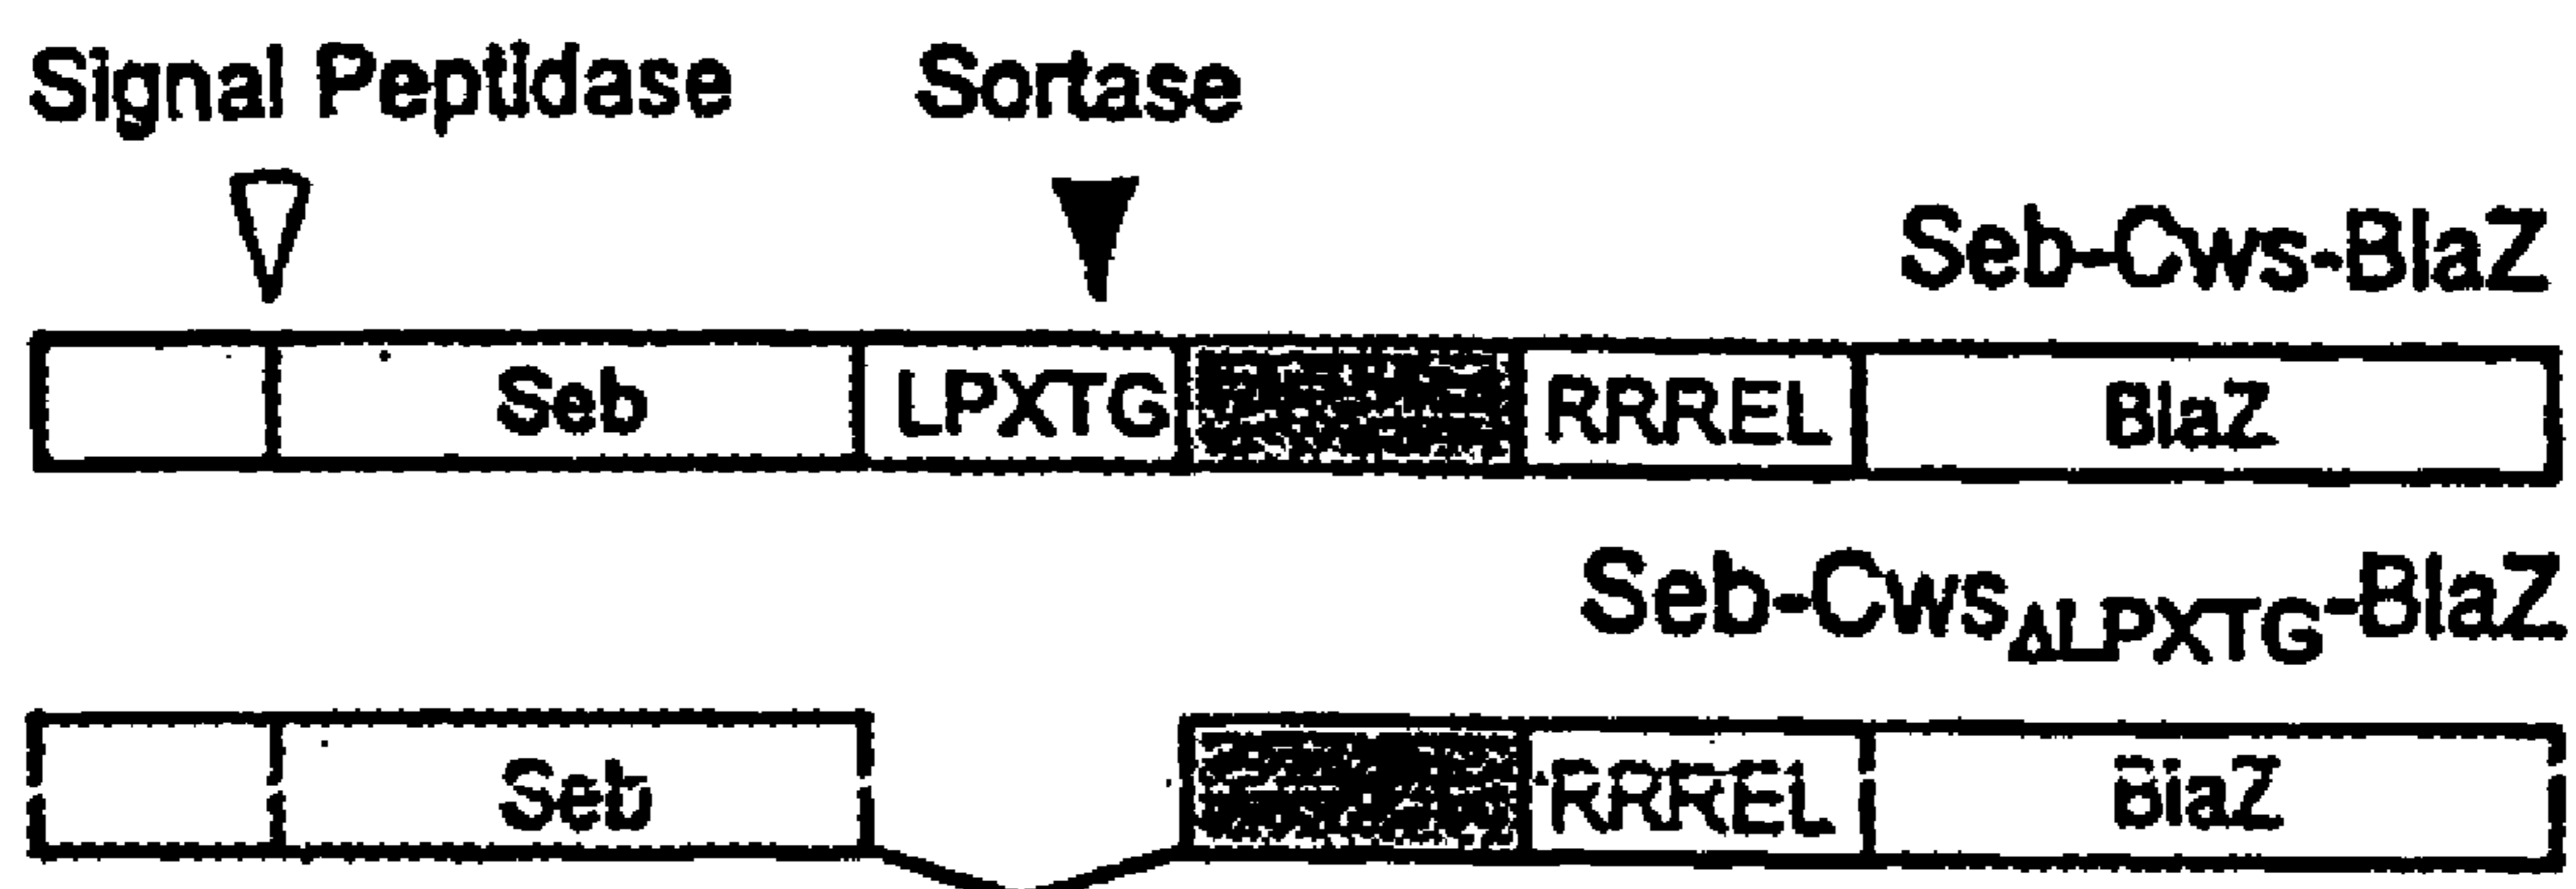 Signal Peptidase Sortase
Seb-Cws-BlaZ
Seb LPXTG RRREL BlaZ
Seb-CwsΔLPXTG-BlaZ
Seb RRREL BlaZ